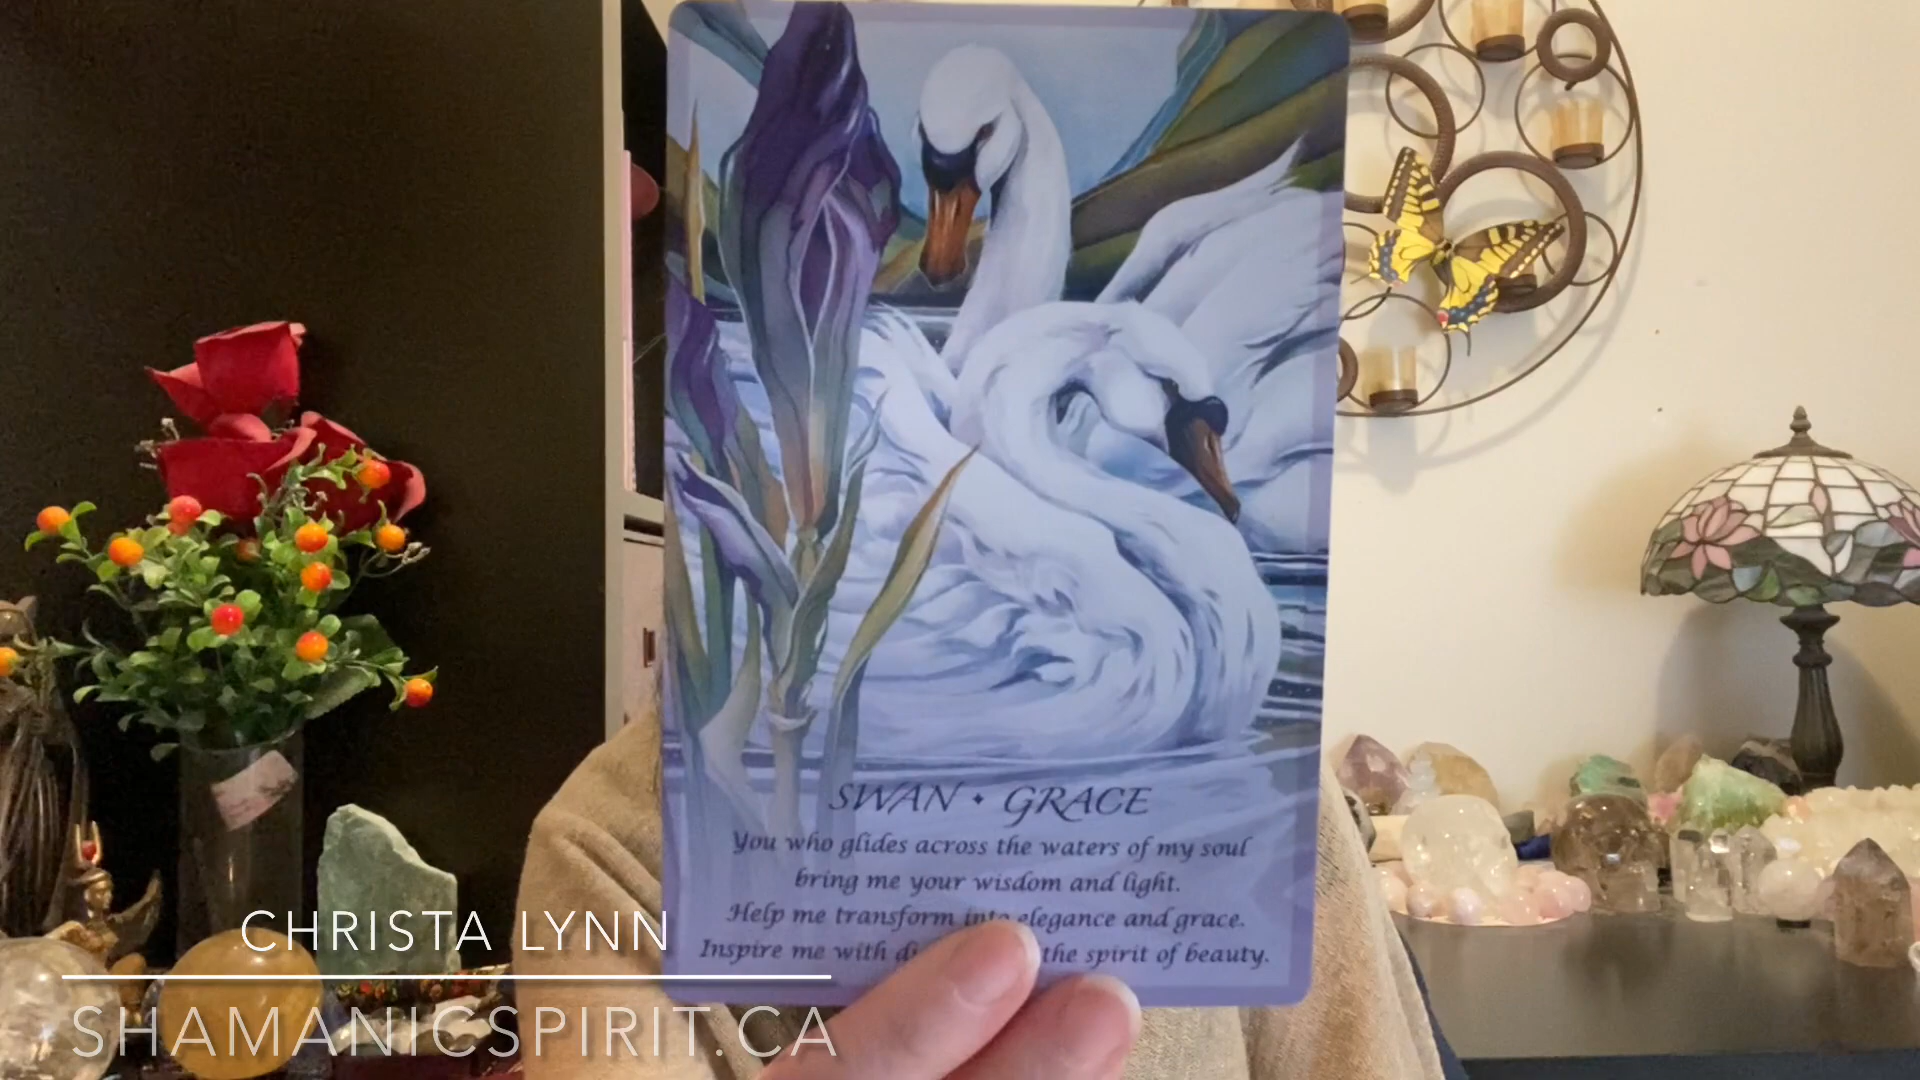 SWAN • GRACE
You who glides across the waters of my soul
bring me your wisdom and light.
Help me transform into elegance and grace.
Inspire me with the spirit of beauty.
CHRISTA LYNN
SHAMANICSPIRIT.CA